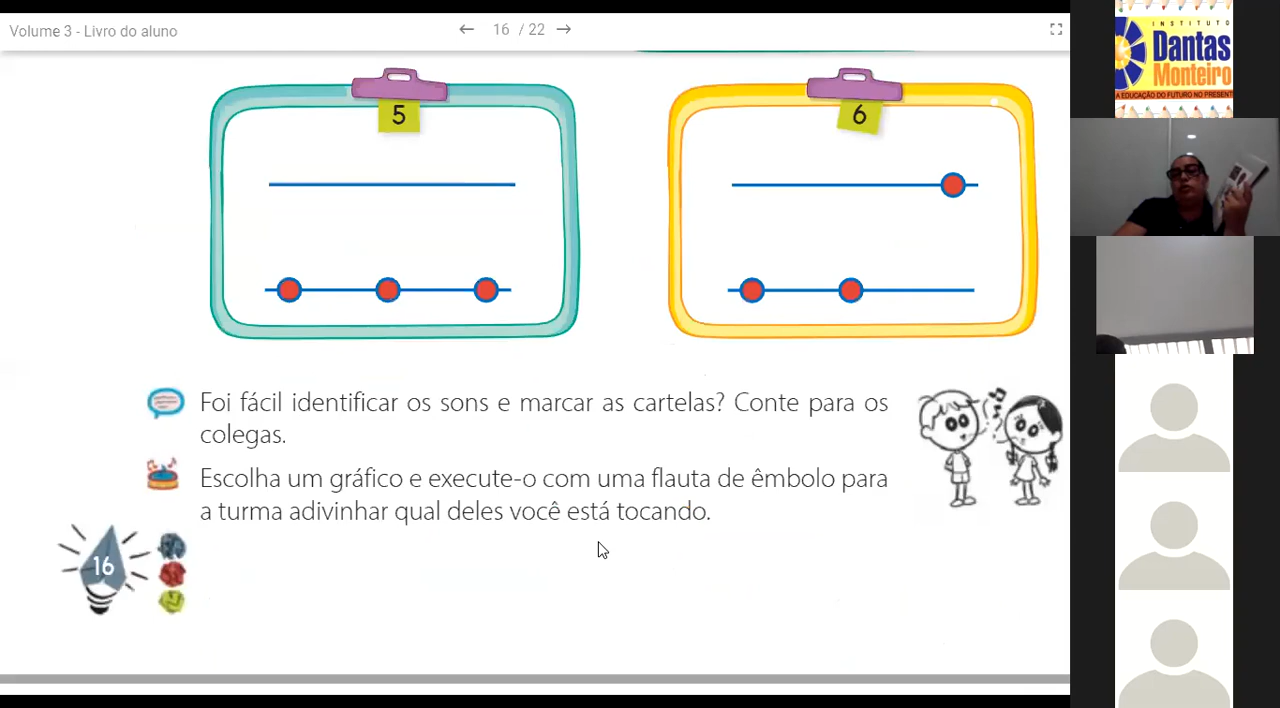 Volume 3 - Livro do aluno
16 / 22
5
6
Foi fácil identificar os sons e marcar as cartelas? Conte para os
colegas.
Escolha um gráfico e execute-o com uma flauta de êmbolo para
a turma adivinhar qual deles você está tocando.
16
INSTITUTO
Dantas
Monteiro
A EDUCAÇÃO DO FUTURO NO PRESENTE